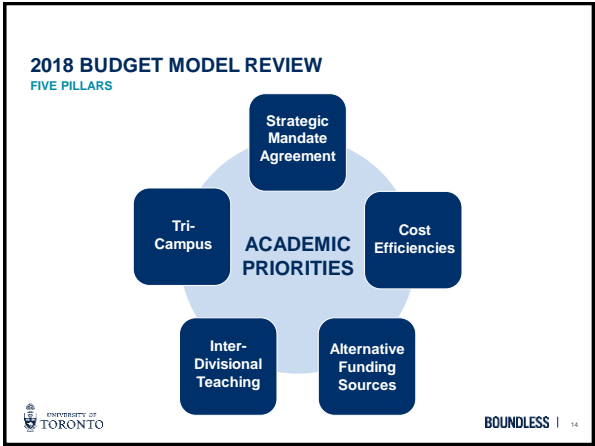 2018 BUDGET MODEL REVIEW
FIVE PILLARS
Strategic
Mandate
Agreement
Tri-
Campus
Cost
Efficiencies
ACADEMIC
PRIORITIES
Inter-
Divisional
Teaching
Alternative
Funding
Sources
UNIVERSITY OF
TORONTO
BOUNDLESS
14